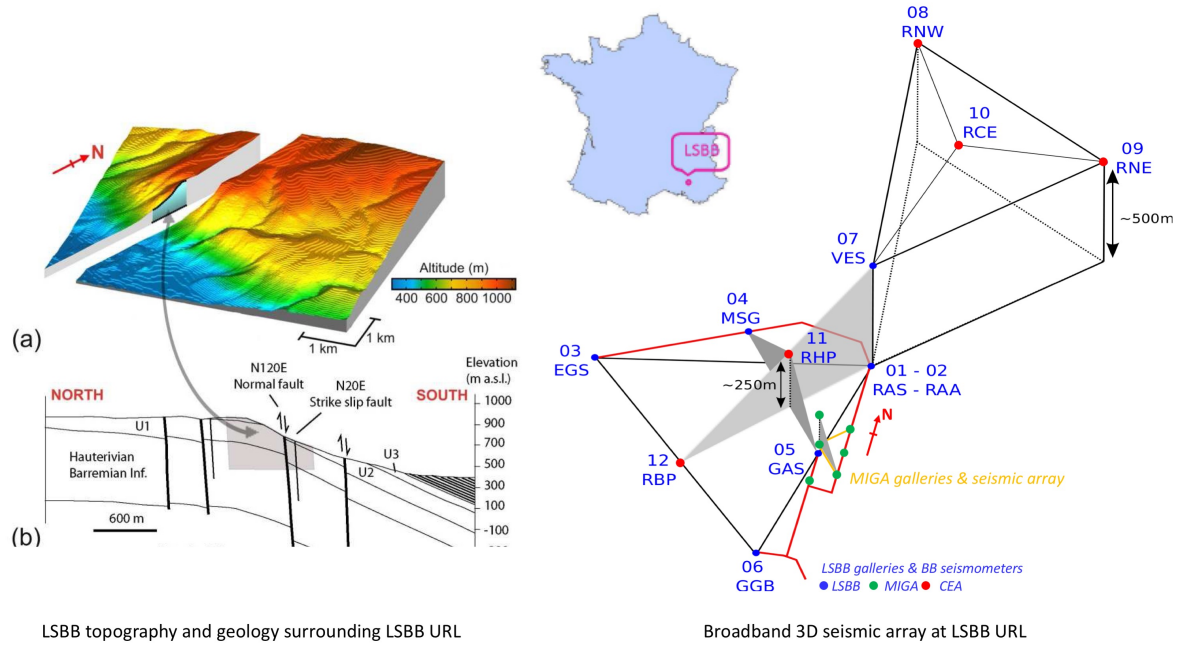 N
Altitude (m)
400 600 800 1000
1 km
1 km
(a)
NORTH
N120E
Normal fault
N20E
Strike slip fault
SOUTH
Elevation
(m a.s.l.)
1000
900
700
500
300
100
-100
U1
U2
U3
Hauterivian
Barremian Inf.
600 m
(b)
LSBB topography and geology surrounding LSBB URL
LSBB
08
RNW
10
RCE
09
RNE
~500m
07
VES
04
MSG
11
RHP
03
EGS
~250m
01 - 02
RAS - RAA
N
05
GAS
MIGA galleries & seismic array
12
RBP
06
GGB
LSBB galleries & BB seismometers
LSBB MIGA CEA
Broadband 3D seismic array at LSBB URL